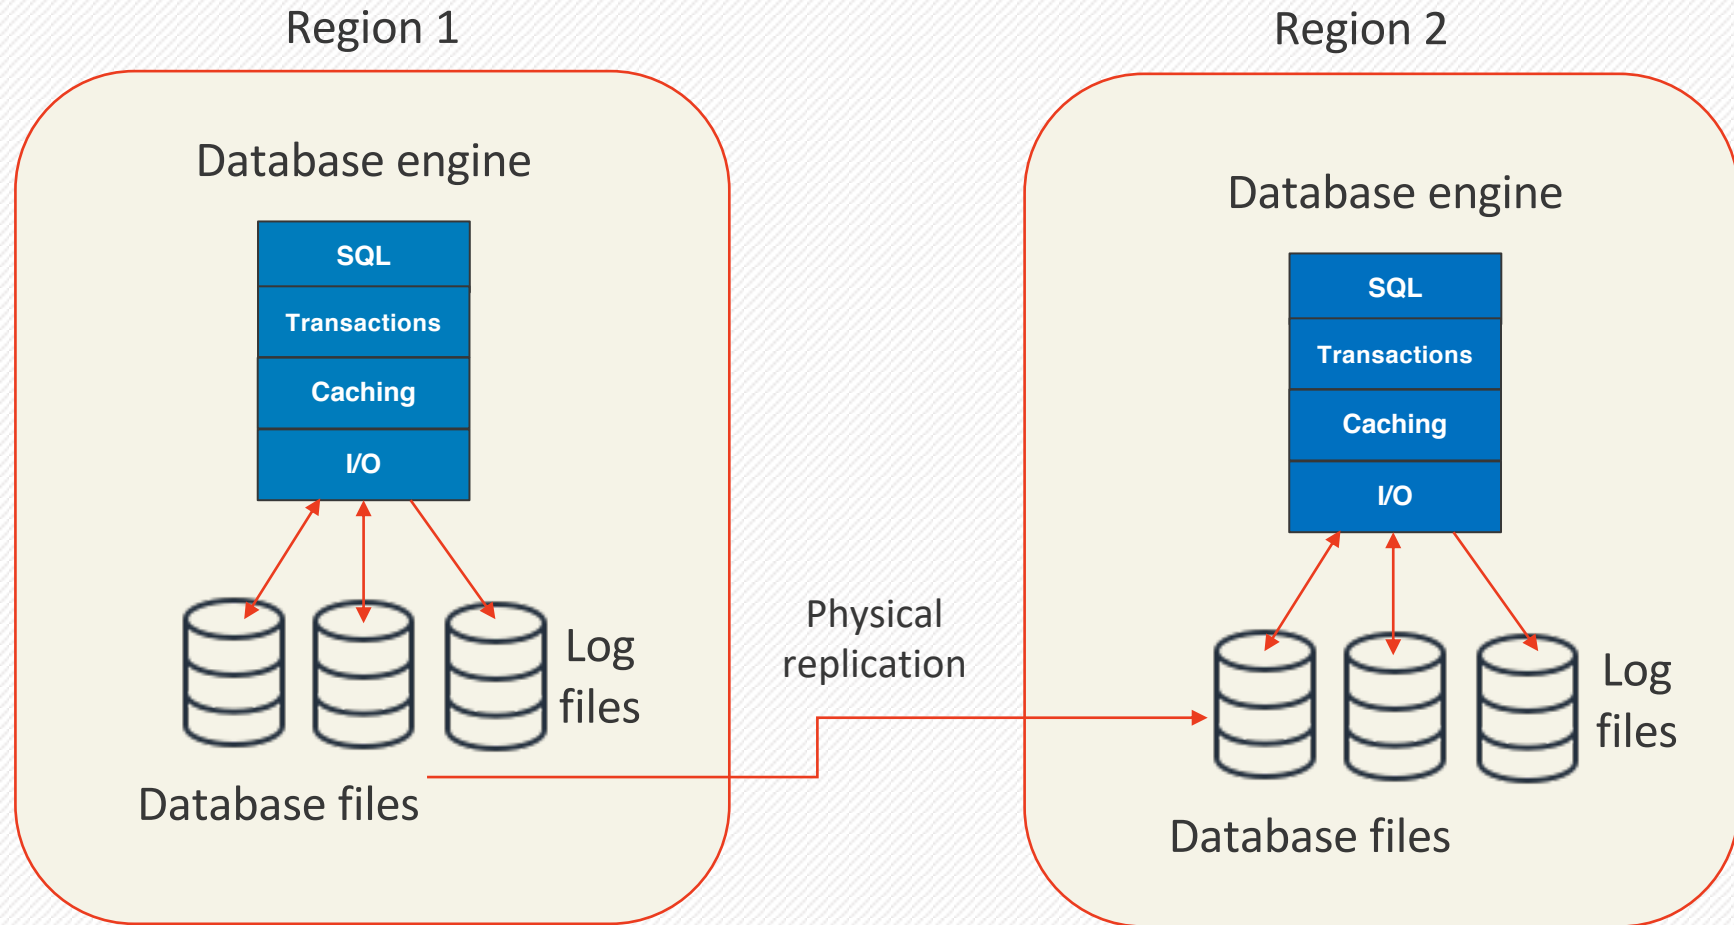 Region 1
Database engine
SQL
Transactions
Caching
I/O
Log
files
Database files
Physical
replication
Region 2
Database engine
SQL
Transactions
Caching
I/O
Log
files
Database files